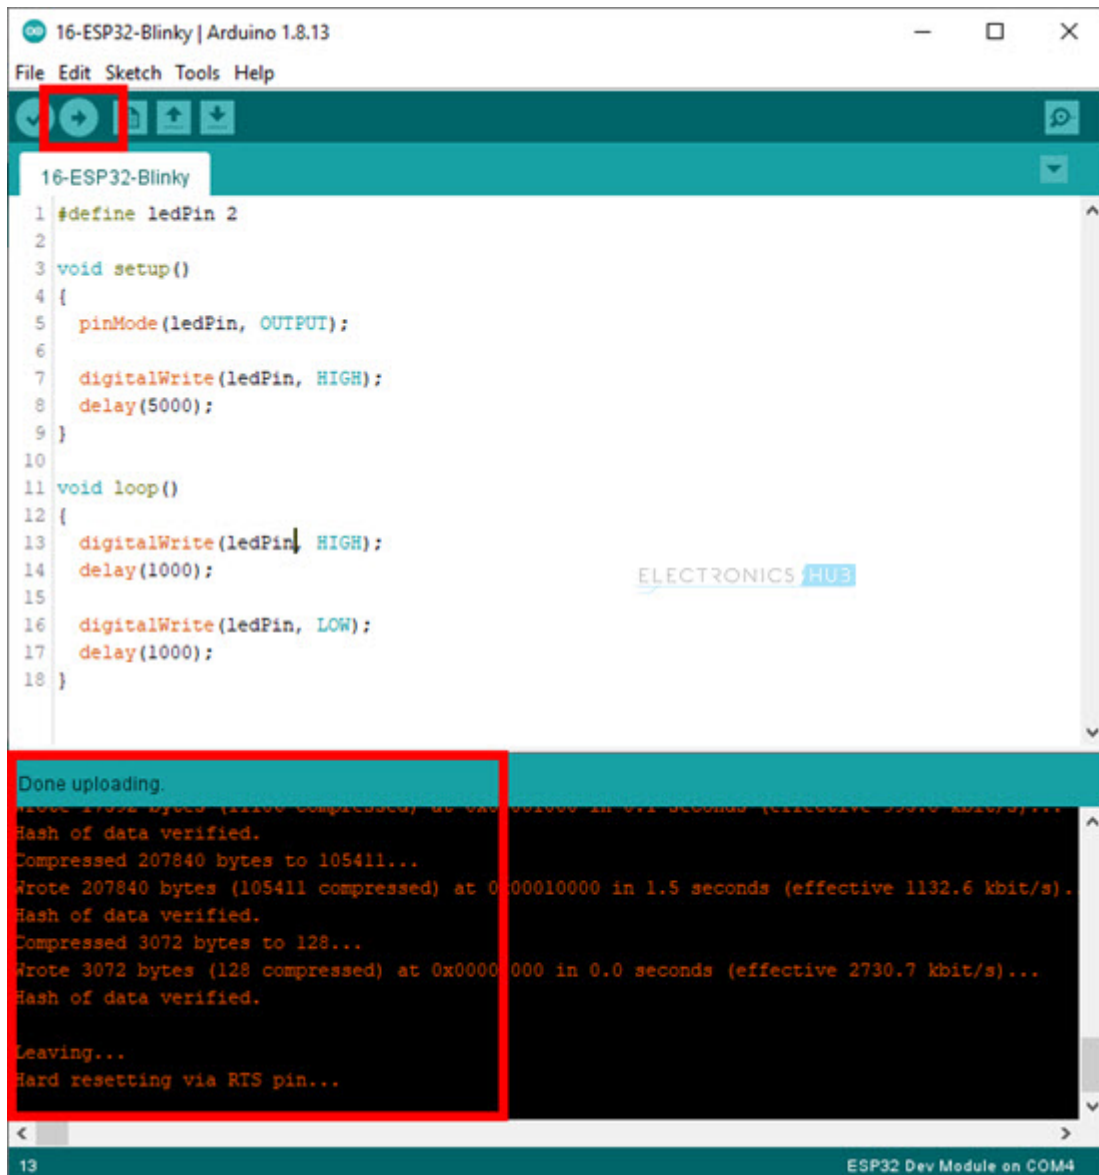 16-ESP32-Blinky | Arduino 1.8.13
File Edit Sketch Tools Help
16-ESP32-Blinky
1 #define ledPin 2
2
3 void setup()
4 {
5 pinMode(ledPin, OUTPUT);
6
7 digitalWrite(ledPin, HIGH);
8 delay(5000);
9 }
10
11 void loop()
12 {
13 digitalWrite(ledPin, HIGH);
14 delay(1000);
15
16 digitalWrite(ledPin, LOW);
17 delay(1000);
18 }
ELECTRONICS HUB
Done uploading.
Hash of data verified.
Compressed 207840 bytes to 105411...
Wrote 207840 bytes (105411 compressed) at 0x00010000 in 1.5 seconds (effective 1132.6 kbit/s).
Hash of data verified.
Compressed 3072 bytes to 128...
Wrote 3072 bytes (128 compressed) at 0x0000 000 in 0.0 seconds (effective 2730.7 kbit/s)...
Hash of data verified.
Leaving...
Hard resetting via RTS pin...
13
ESP32 Dev Module on COM4